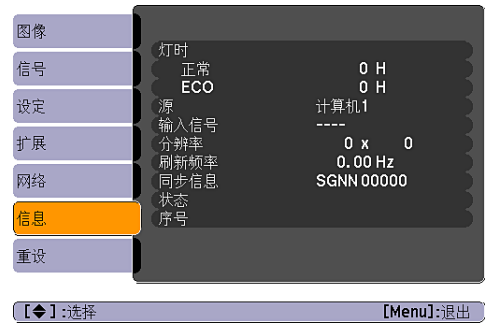 图像
信号
设定
扩展
网络
信息
重设
灯时
正常 0 H
ECO 0 H
源 计算机1
输入信号 ----
分辨率 0 x 0
刷新频率 0.00 Hz
同步信息 SGNN 00000
状态
序号
[◆] :选择 [Menu]:退出